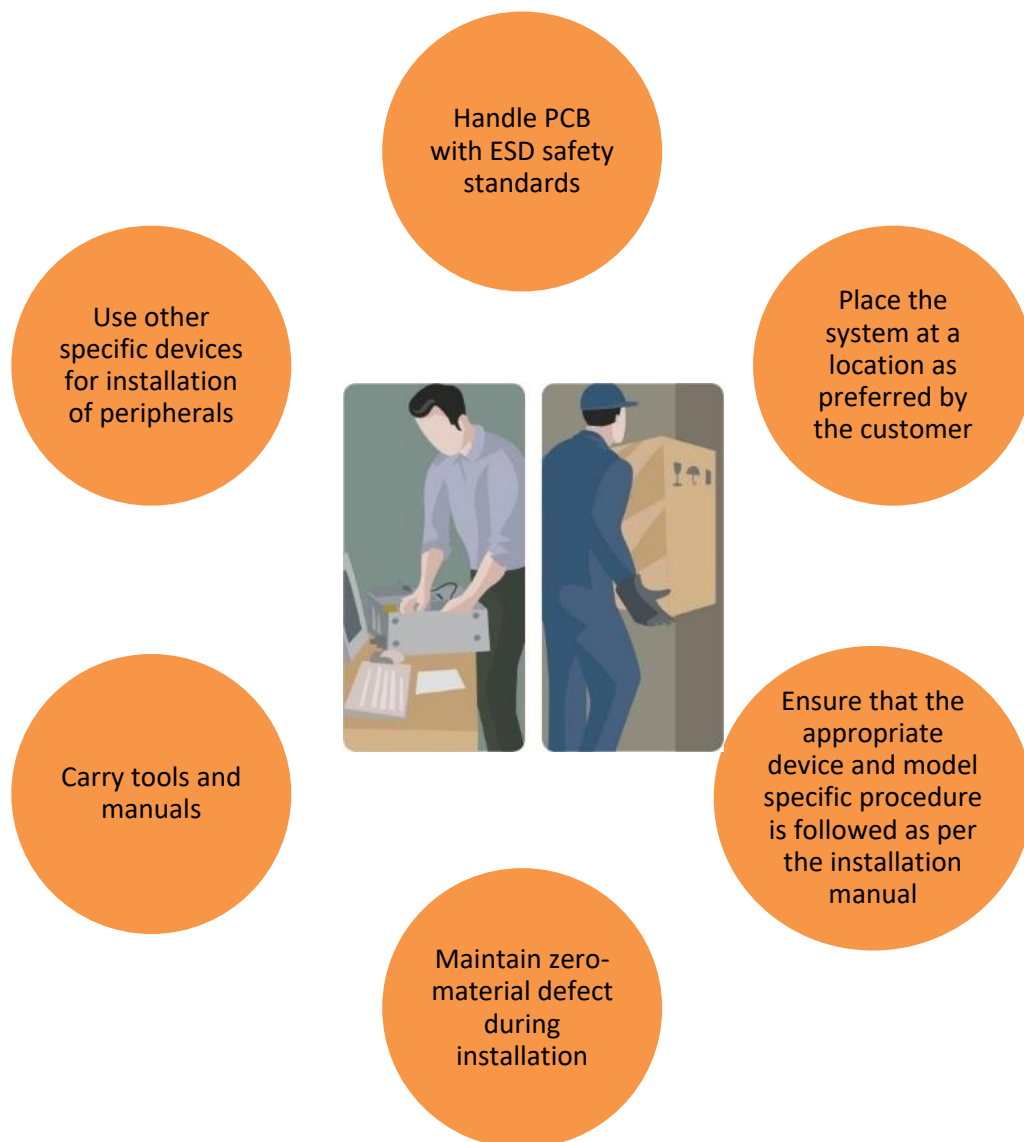 Handle PCB
with ESD safety
standards
Place the
system at a
location as
preferred by
the customer
Ensure that the
appropriate
device and model
specific procedure
is followed as per
the installation
manual
Maintain zero-
material defect
during
installation
Carry tools and
manuals
Use other
specific devices
for installation
of peripherals